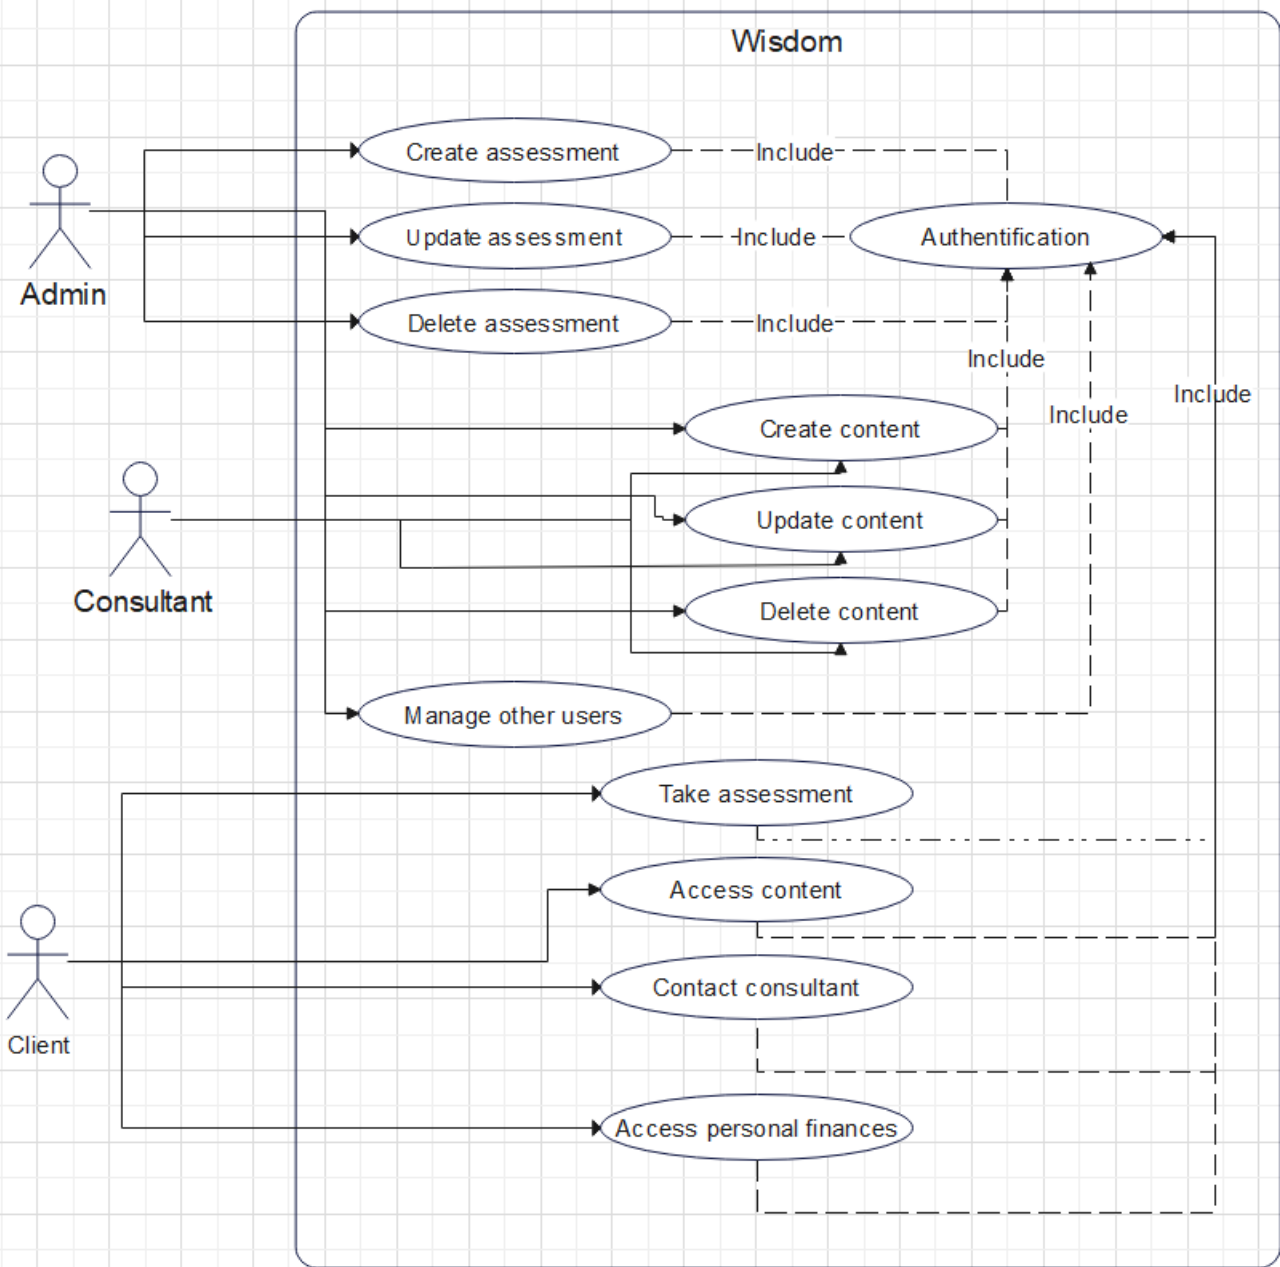 Wisdom
Create assessment
Include
Admin
Update assessment
Include
Authentification
Delete assessment
Include
Include
Include
Include
Create content
Consultant
Update content
Delete content
Manage other users
Take assessment
Access content
Client
Contact consultant
Access personal finances